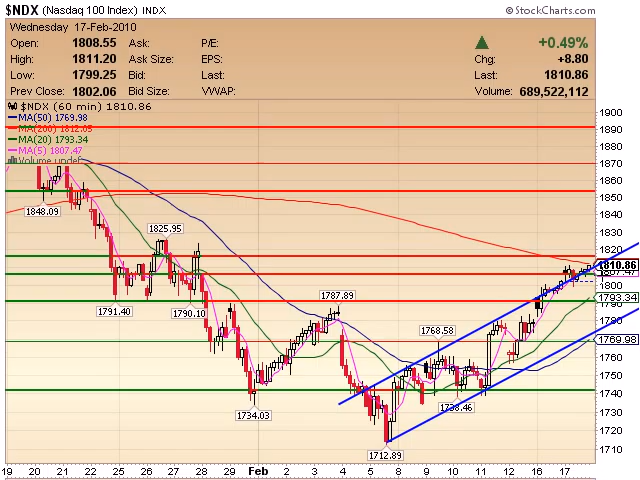 $NDX (Nasdaq 100 Index) INDX © StockCharts.com
Wednesday 17-Feb-2010
Open: 1808.55 Ask: P/E: +0.49%
High: 1811.20 Ask Size: EPS: Chg: +8.80
Low: 1799.25 Bid: Last: Last: 1810.86
Prev Close: 1802.06 Bid Size: VWAP: Volume: 689,522,112
$NDX (60 min) 1810.86
MA(50) 1769.98
MA(200) 1812.05
MA(20) 1793.34
MA(5) 1807.47
Volume undef
1900
1890
1880
1870
1860
1850
1840
1830
1820
1810.86
1807.47
1800
1793.34
1790
1780
1769.98
1760
1750
1740
1730
1720
1710
1848.09
1825.95
1791.40
1790.10
1787.89
1768.58
1738.46
1734.03
1712.89
19 20 21 22 25 26 27 28 29 Feb 2 3 4 5 8 9 10 11 12 16 17